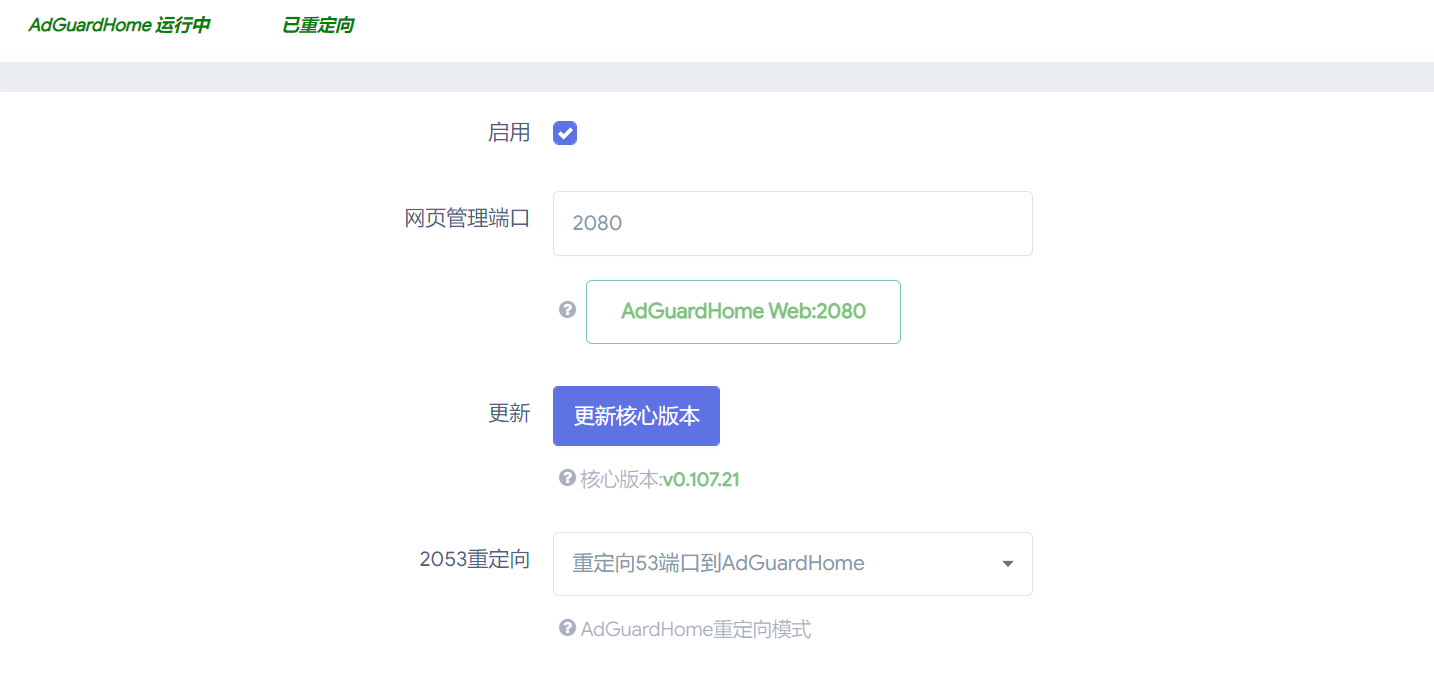 AdGuardHome 运行中 已重定向
启用
网页管理端口 2080
AdGuardHome Web:2080
更新 更新核心版本
核心版本:v0.107.21
2053重定向 重定向53端口到AdGuardHome
AdGuardHome重定向模式